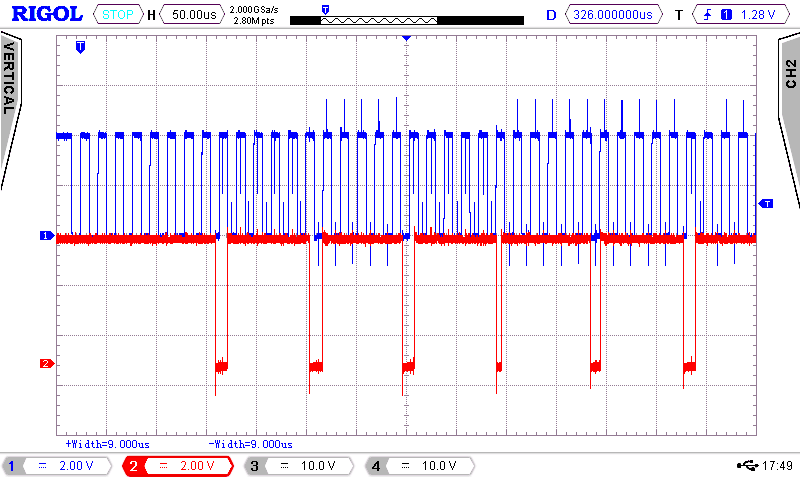 RIGOL STOP H 50.00us 2.000GSa/s 2.80M pts T D 326.000000us T 1 1.28 V
T
VERTICAL
CH2
T
1
2
+Width=9.000us -Width=9.000us
1 2.00 V 2 2.00 V 3 10.0 V 4 10.0 V 17:49